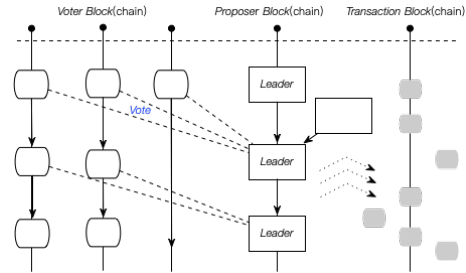 Voter Block(chain) Proposer Block(chain) Transaction Block(chain)
Leader
Vote
Leader
Leader